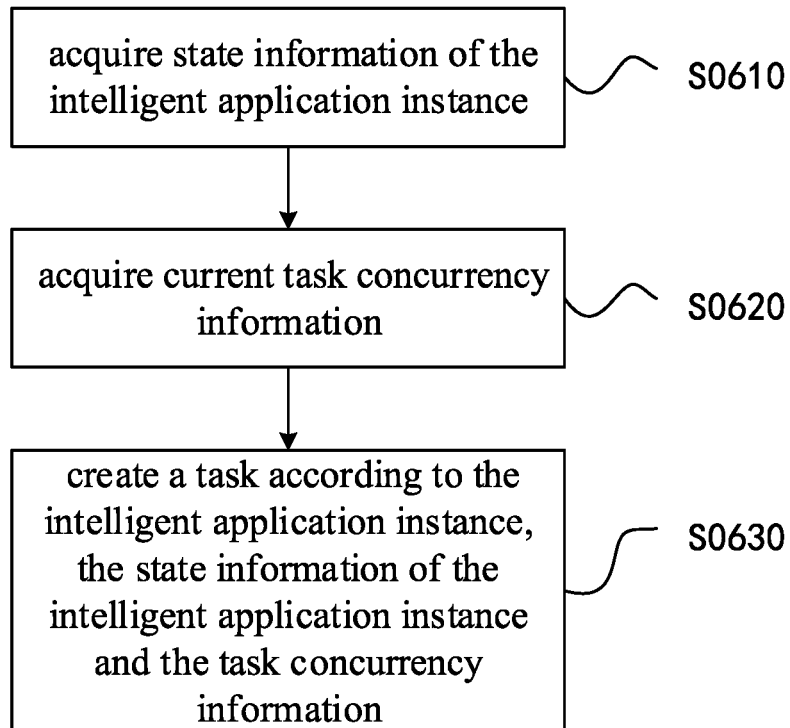 acquire state information of the
intelligent application instance
S0610
acquire current task concurrency
information
S0620
create a task according to the
intelligent application instance,
the state information of the
intelligent application instance
and the task concurrency
information
S0630